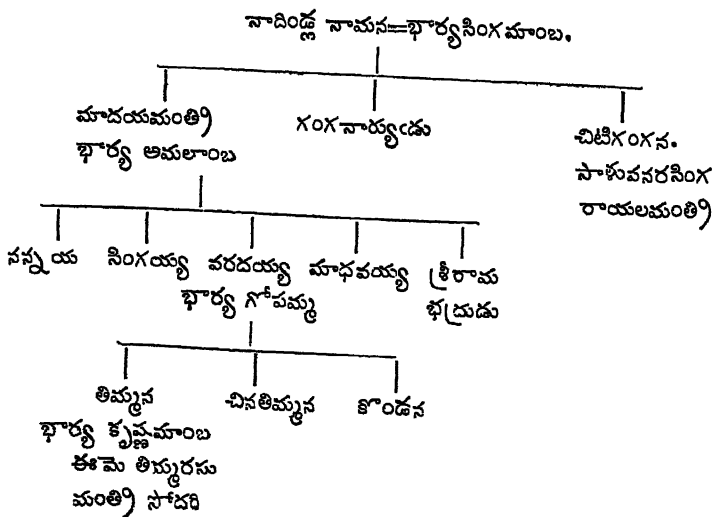 నాదిండ్ల నామన=భార్యసింగమాంబ.
మాదయమంత్రి
భార్య అమలాంబ
గంగనార్యుఁడు
చిటిగంగన.
సాళువనరసింగ
రాయలమంత్రి
నన్నయ
సింగయ్య
వరదయ్య
భార్య గోపమ్మ
మాధవయ్య
శ్రీరామ
భద్రుడు
తిమ్మన
భార్య కృష్ణమాంబ
ఈమె తిమ్మరసు
మంత్రి సోదరి
చినతిమ్మన
కొండన